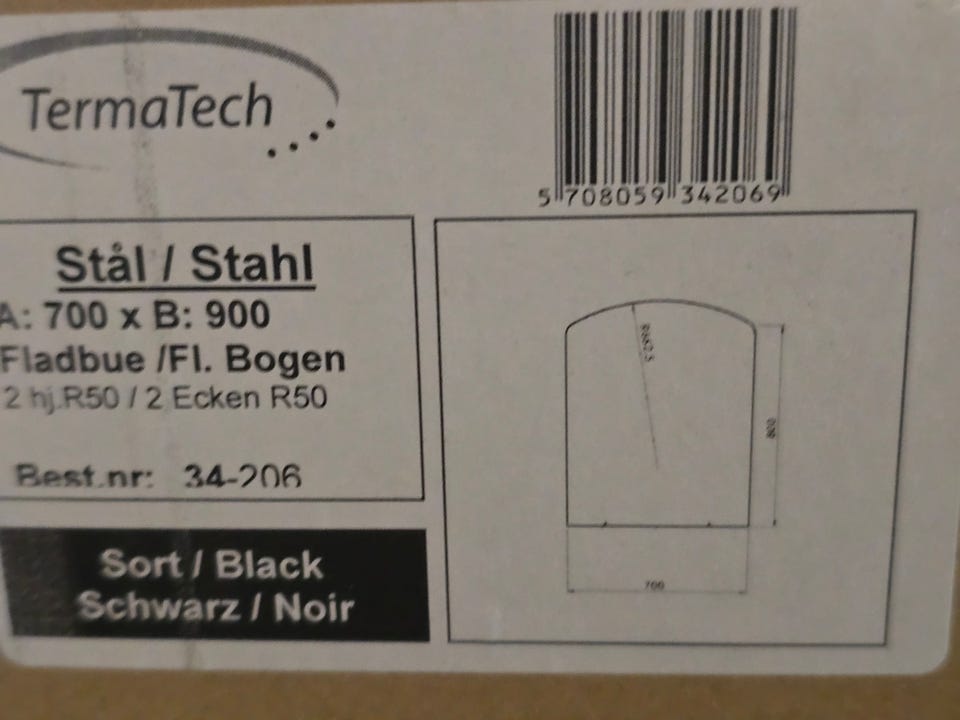 TermaTech
5 708059 342069
Stål / Stahl
A: 700 x B: 900
Fladbue /Fl. Bogen
2 hj.R50 / 2 Ecken R50
Best.nr: 34-206
Sort / Black
Schwarz / Noir
700